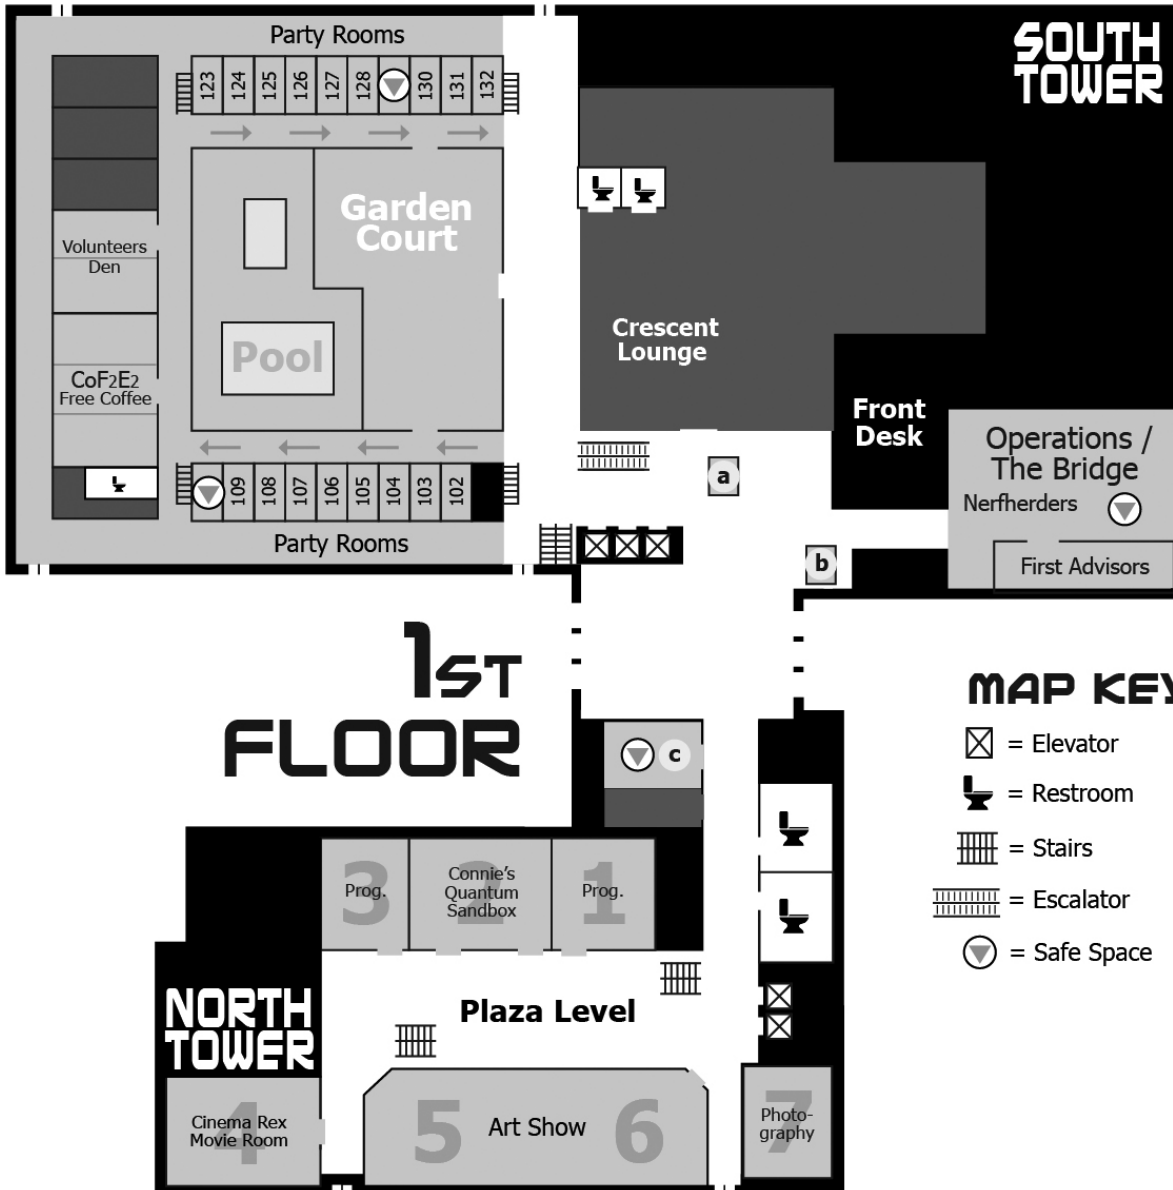 Party Rooms
SOUTH
TOWER
123
124
125
126
127
128
130
131
132
Garden
Court
Volunteers
Den
Pool
Crescent
Lounge
CoF2E2
Free Coffee
Front
Desk
Operations /
The Bridge
Nerfherders
First Advisors
a
109
108
107
106
105
104
103
102
Party Rooms
b
1ST
FLOOR
MAP KEY
= Elevator
= Restroom
= Stairs
= Escalator
= Safe Space
c
3
Prog.
2
Connie's
Quantum
Sandbox
1
Prog.
Plaza Level
NORTH
TOWER
4
Cinema Rex
Movie Room
5
Art Show
6
7
Photo-
graphy